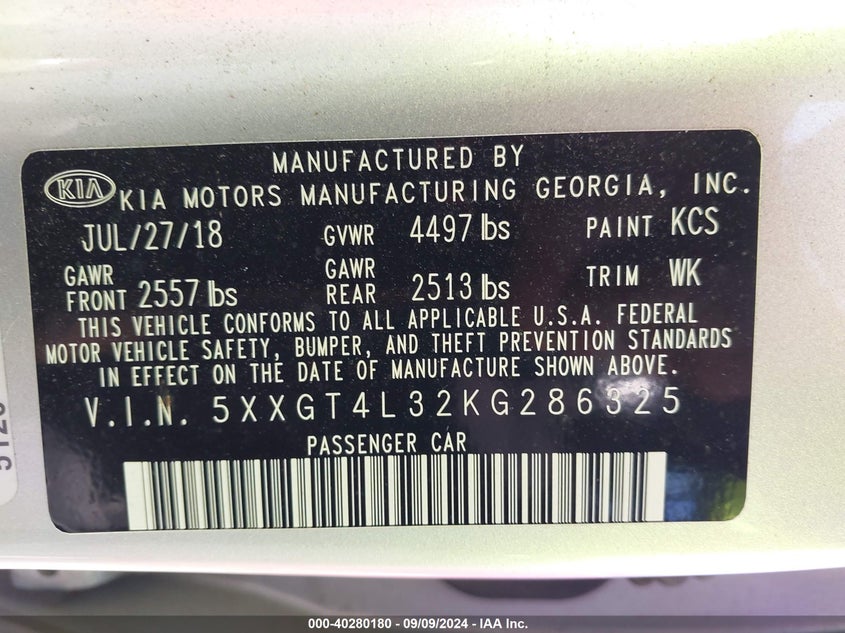 MANUFACTURED BY
KIA KIA MOTORS MANUFACTURING GEORGIA, INC.
JUL/27/18 GVWR 4497 lbs PAINT KCS
GAWR FRONT 2557 lbs GAWR REAR 2513 lbs TRIM WK
THIS VEHICLE CONFORMS TO ALL APPLICABLE U.S.A. FEDERAL
MOTOR VEHICLE SAFETY, BUMPER, AND THEFT PREVENTION STANDARDS
IN EFFECT ON THE DATE OF MANUFACTURE SHOWN ABOVE.
V.I.N. 5XXGT4L32KG286325
PASSENGER CAR
000-40280180 - 09/09/2024 - IAA Inc.